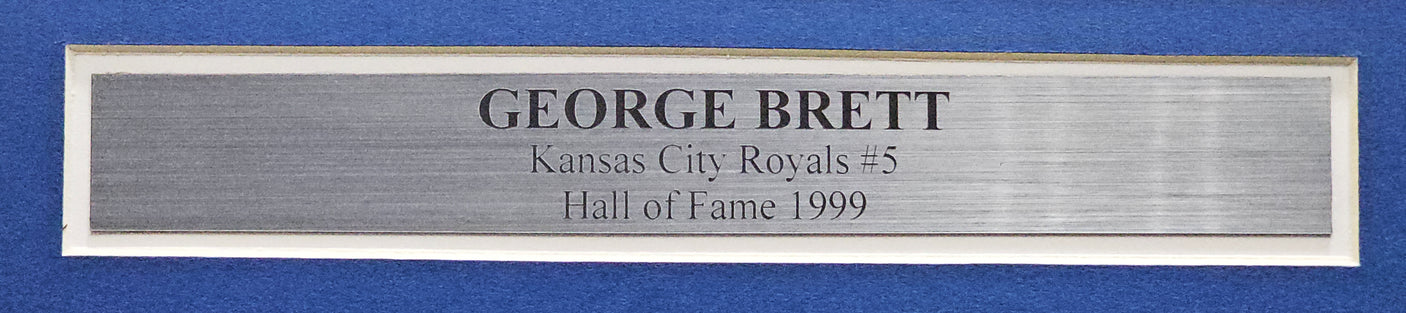 GEORGE BRETT
Kansas City Royals #5
Hall of Fame 1999